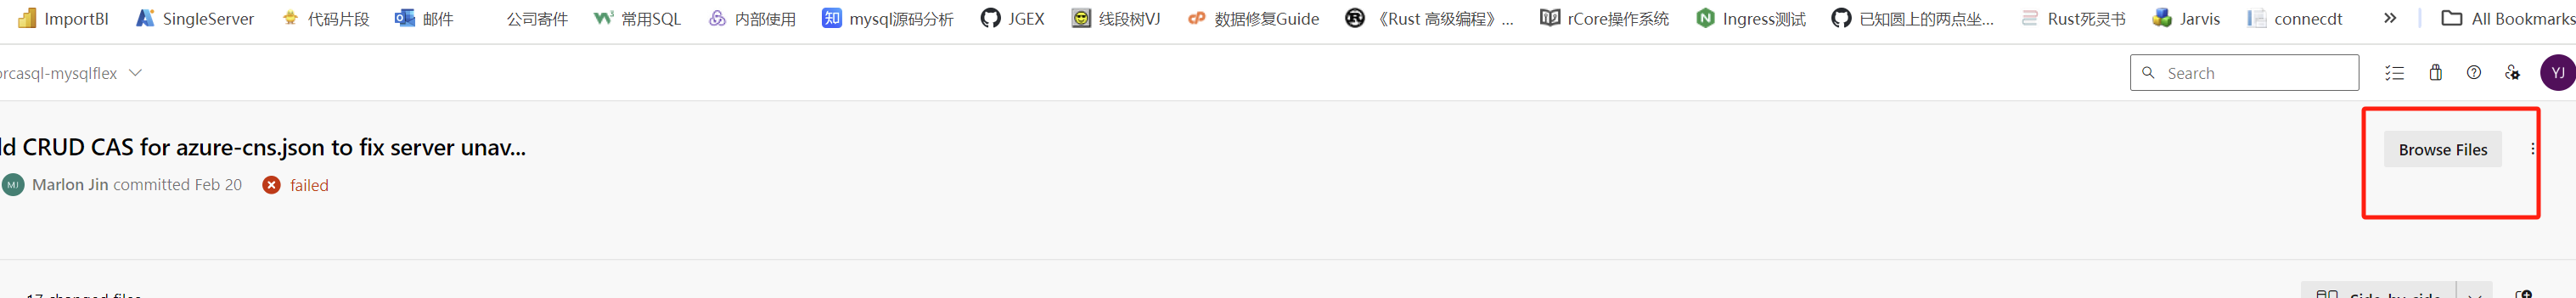 ImportBI SingleServer 代码片段 邮件 公司寄件 常用SQL 内部使用 知 mysql源码分析 JGEX 线段树VJ 数据修复Guide 《Rust 高级编程》... rCore操作系统 Ingress测试 已知圆上的两点坐... Rust死灵书 Jarvis connecdt » All Bookmarks
orcasql-mysqlflex Search YJ
ld CRUD CAS for azure-cns.json to fix server unav...
Browse Files
MJ Marlon Jin committed Feb 20 failed
17 changed files
Side-by-side